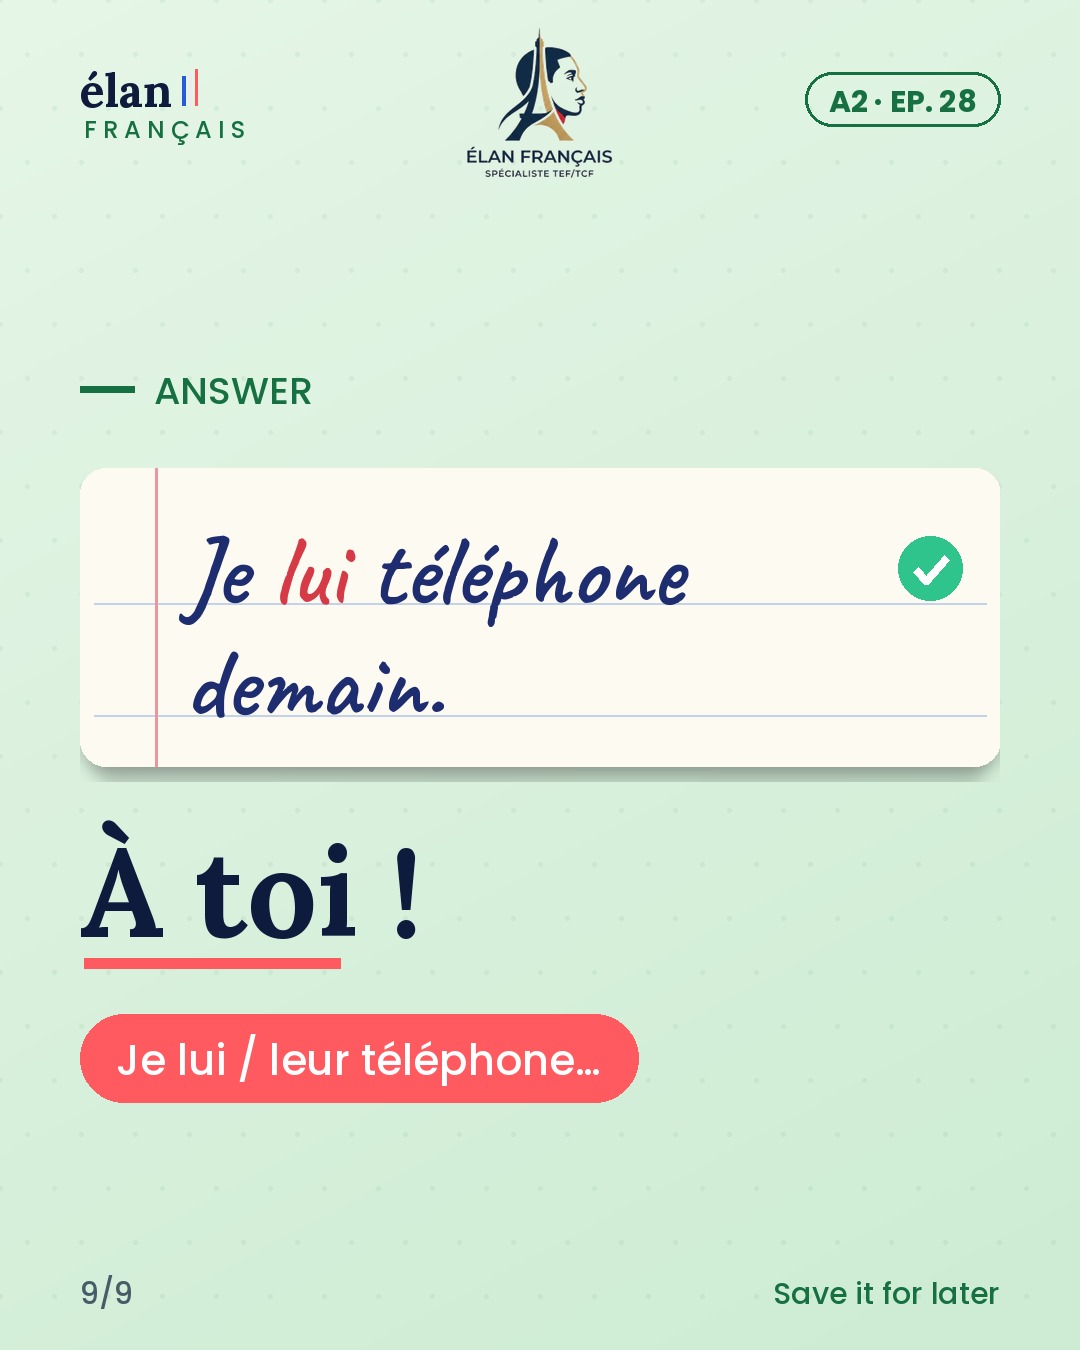 élan
FRANÇAIS
ÉLAN FRANÇAIS
SPÉCIALISTE TEF/TCF
A2 · EP. 28
ANSWER
Je lui téléphone
demain.
À toi !
Je lui / leur téléphone...
9/9
Save it for later